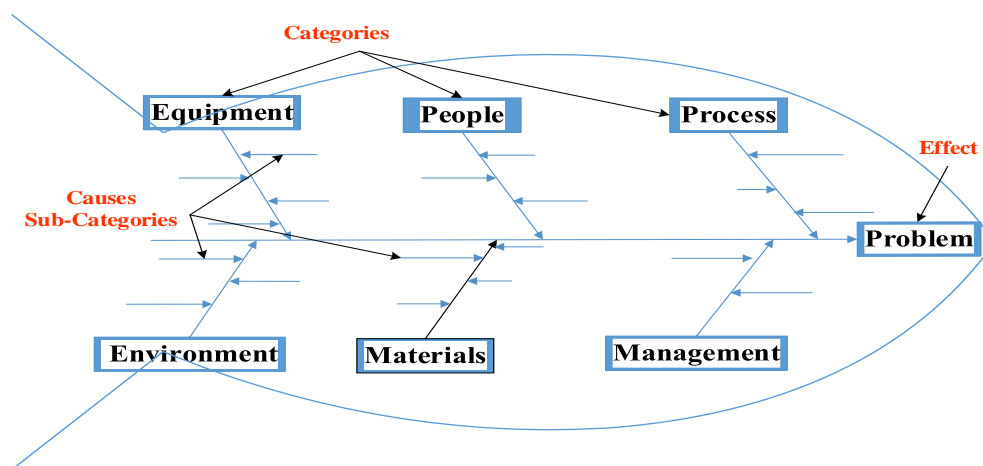 Categories
Equipment
People
Process
Effect
Causes
Sub-Categories
Problem
Environment
Materials
Management